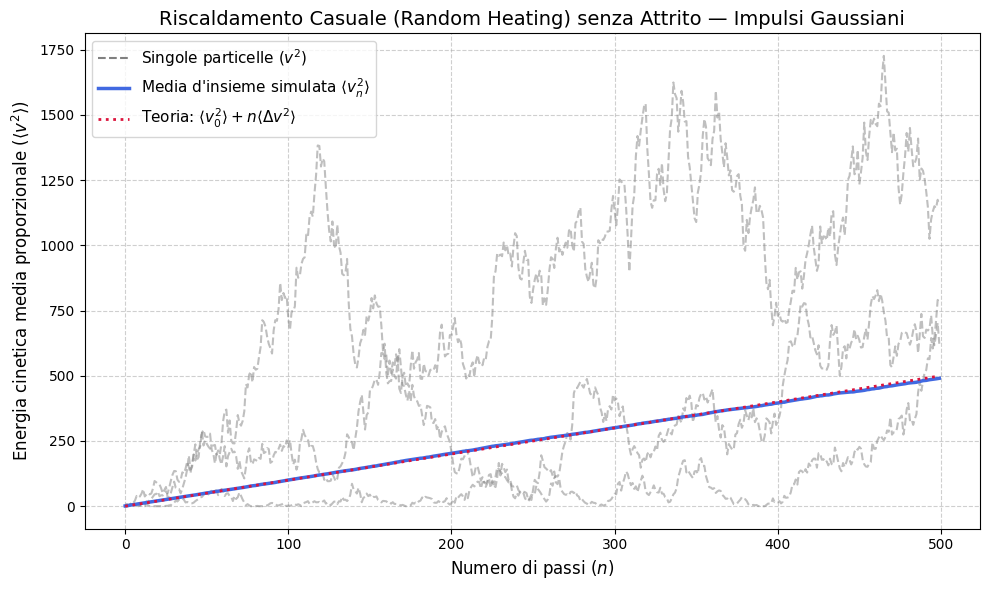 Riscaldamento Casuale (Random Heating) senza Attrito — Impulsi Gaussiani
Singole particelle (v²)
Media d'insieme simulata ⟨v²ₙ⟩
Teoria: ⟨v²₀⟩ + n⟨Δv²⟩
Energia cinetica media proporzionale (⟨v²⟩)
1750
1500
1250
1000
750
500
250
0
0 100 200 300 400 500
Numero di passi (n)